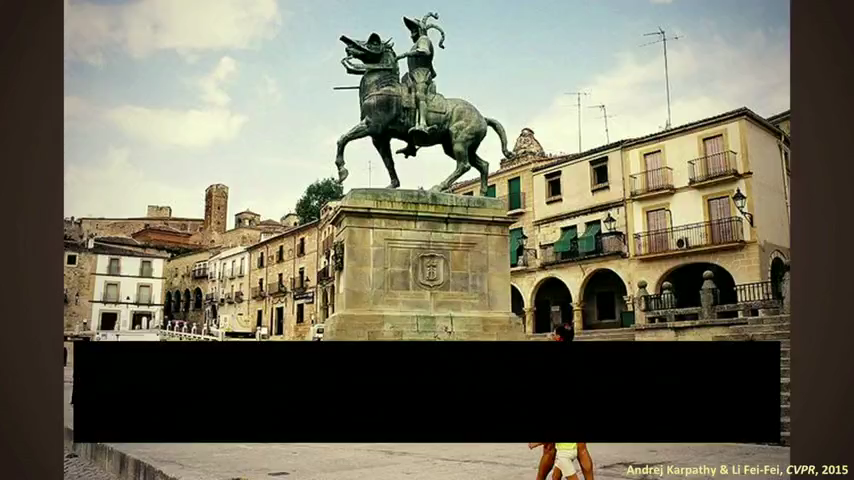 Andrej Karpathy & Li Fei-Fei, CVPR, 2015